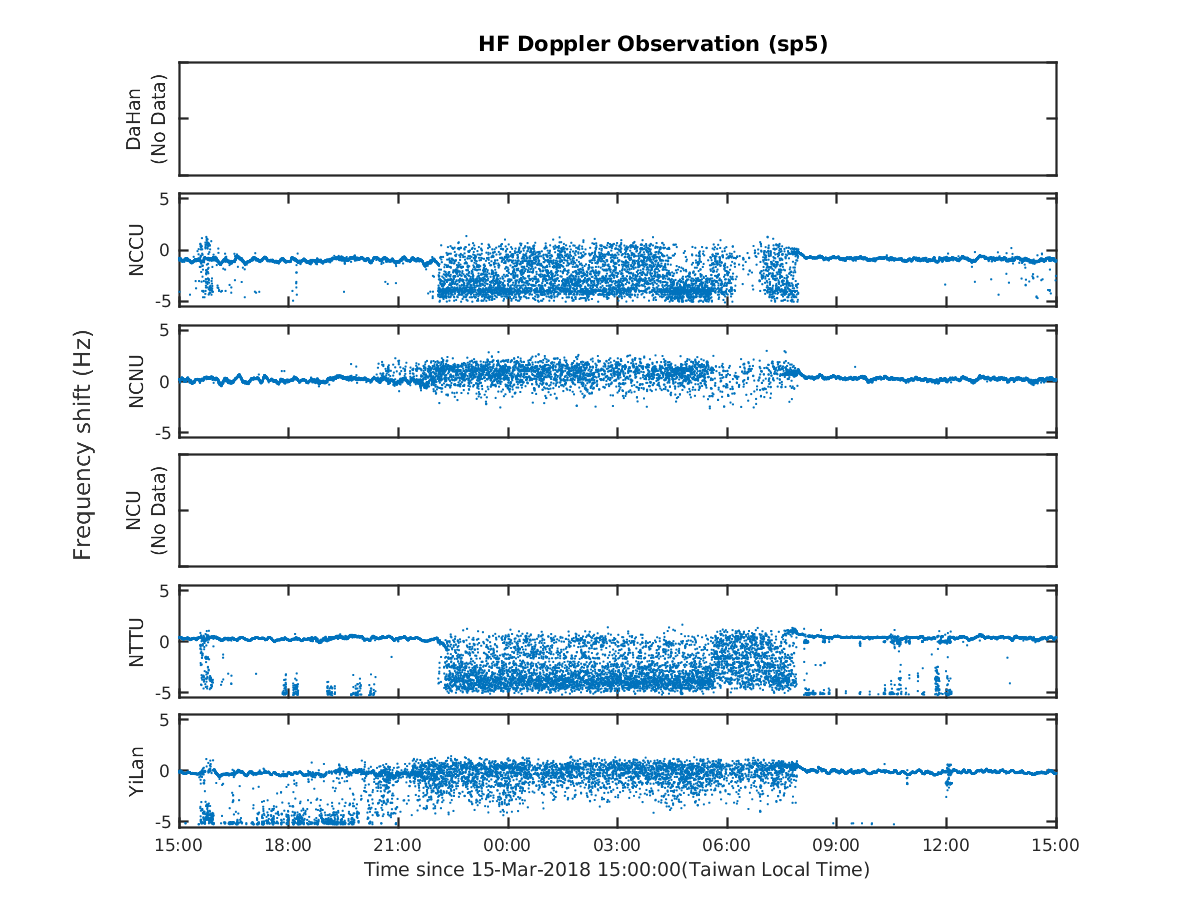 HF Doppler Observation (sp5)
DaHan
(No Data)
5
0
-5
NCCU
5
0
-5
NCNU
NCU
(No Data)
5
0
-5
NTTU
5
0
-5
YiLan
Frequency shift (Hz)
15:00 18:00 21:00 00:00 03:00 06:00 09:00 12:00 15:00
Time since 15-Mar-2018 15:00:00(Taiwan Local Time)